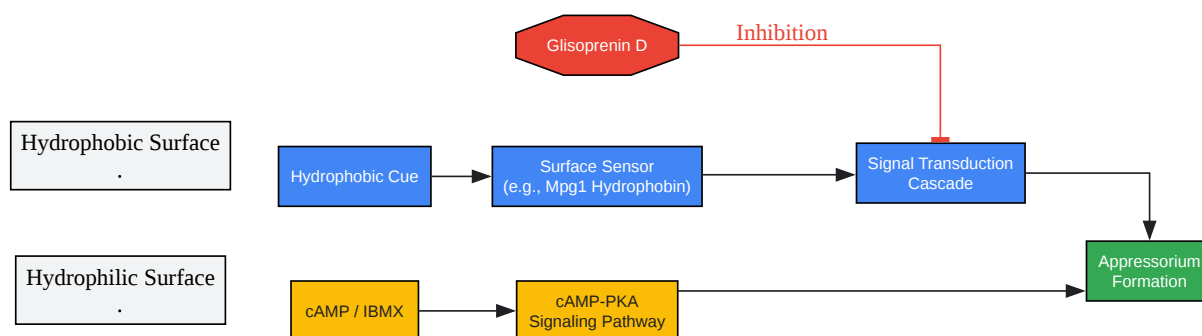 Glisoprenin D
Inhibition
Hydrophobic Surface
.
Hydrophobic Cue
Surface Sensor
(e.g., Mpg1 Hydrophobin)
Signal Transduction
Cascade
Hydrophilic Surface
.
cAMP / IBMX
cAMP-PKA
Signaling Pathway
Appressorium
Formation